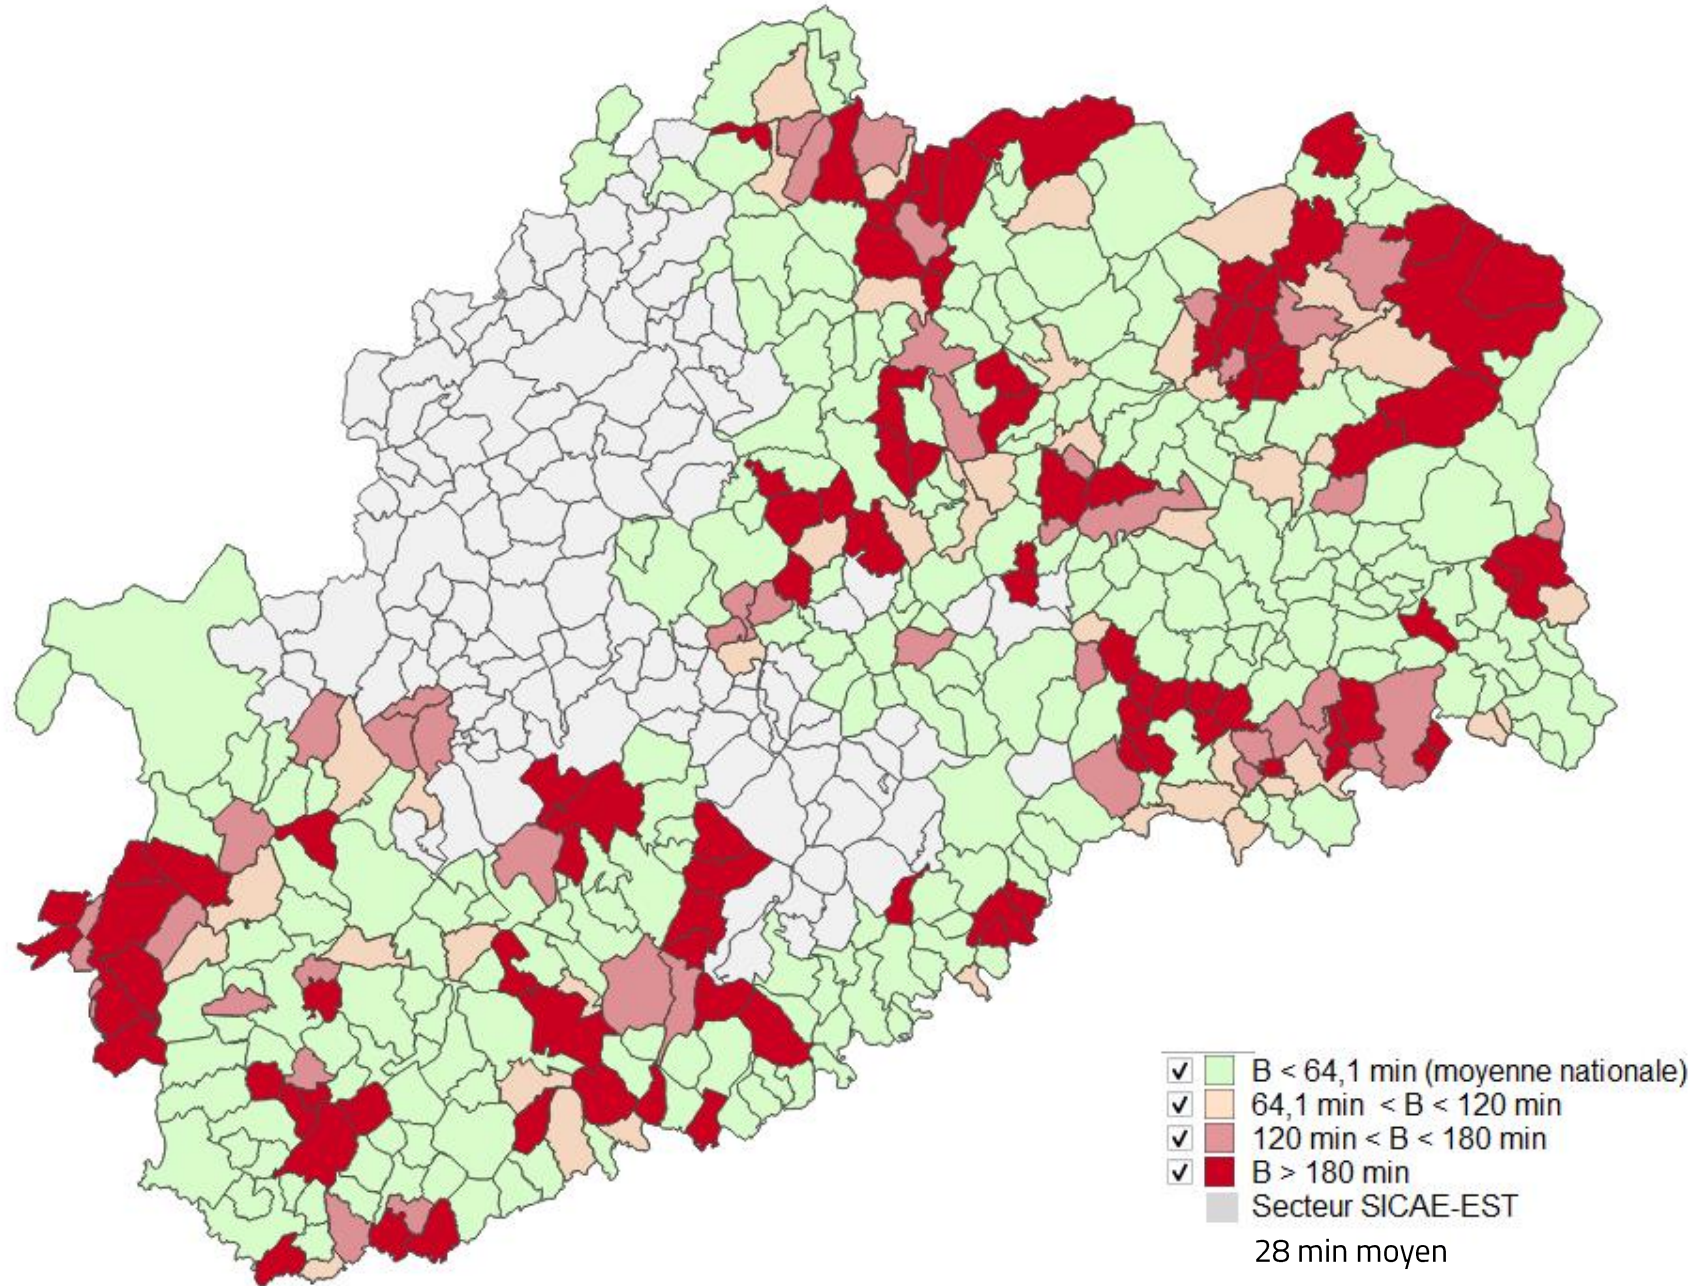 B < 64,1 min (moyenne nationale)
64,1 min < B < 120 min
120 min < B < 180 min
B > 180 min
Secteur SICAE-EST
28 min moyen